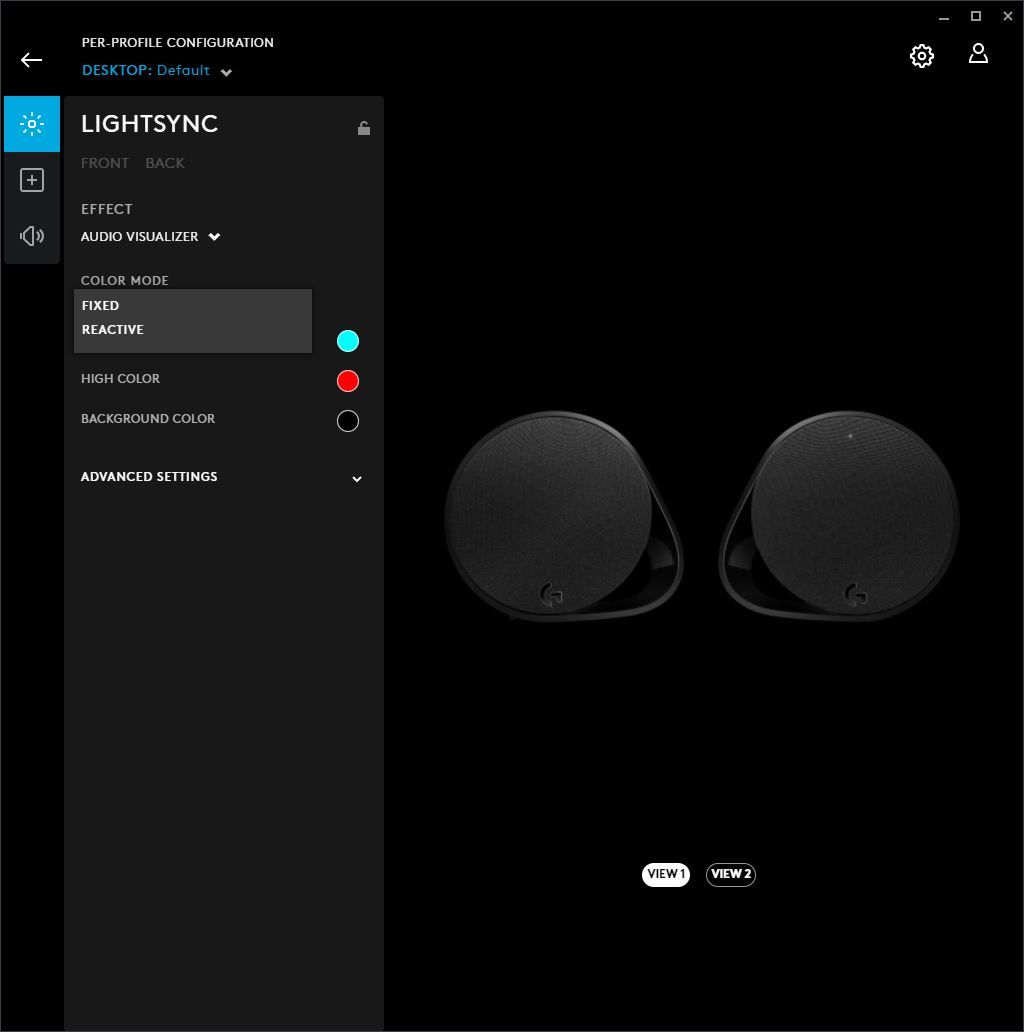 PER-PROFILE CONFIGURATION
DESKTOP: Default
LIGHTSYNC
FRONT BACK
EFFECT
AUDIO VISUALIZER
COLOR MODE
FIXED
REACTIVE
HIGH COLOR
BACKGROUND COLOR
ADVANCED SETTINGS
VIEW 1 VIEW 2